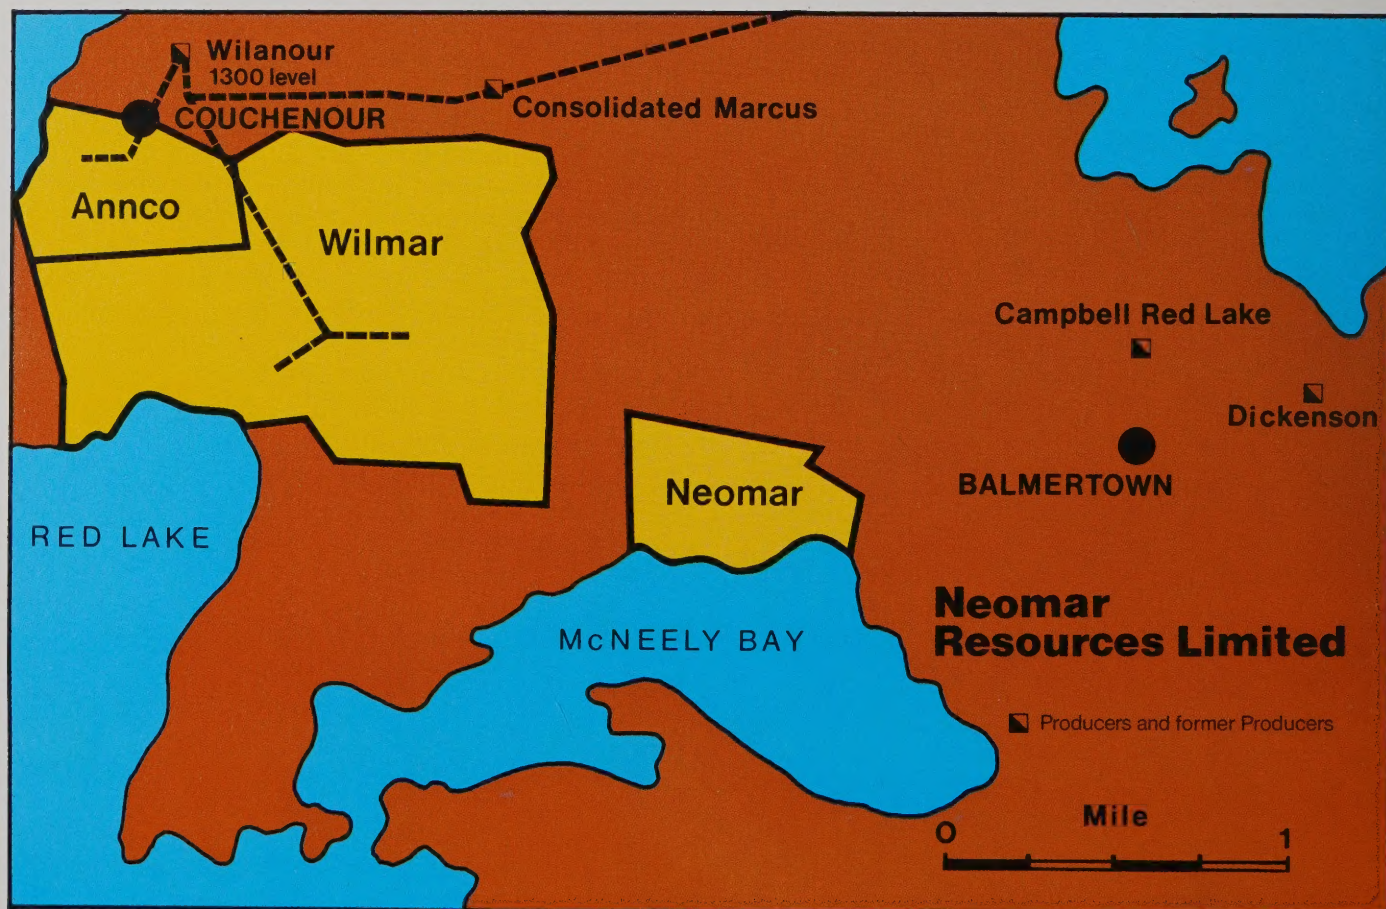 Wilanour
1300 level
Consolidated Marcus
COUCHENOUR
Annco
Wilmar
Campbell Red Lake
Dickenson
BALMERTOWN
Neomar
RED LAKE
McNEELY BAY
Neomar
Resources Limited
Producers and former Producers
Mile
0 1